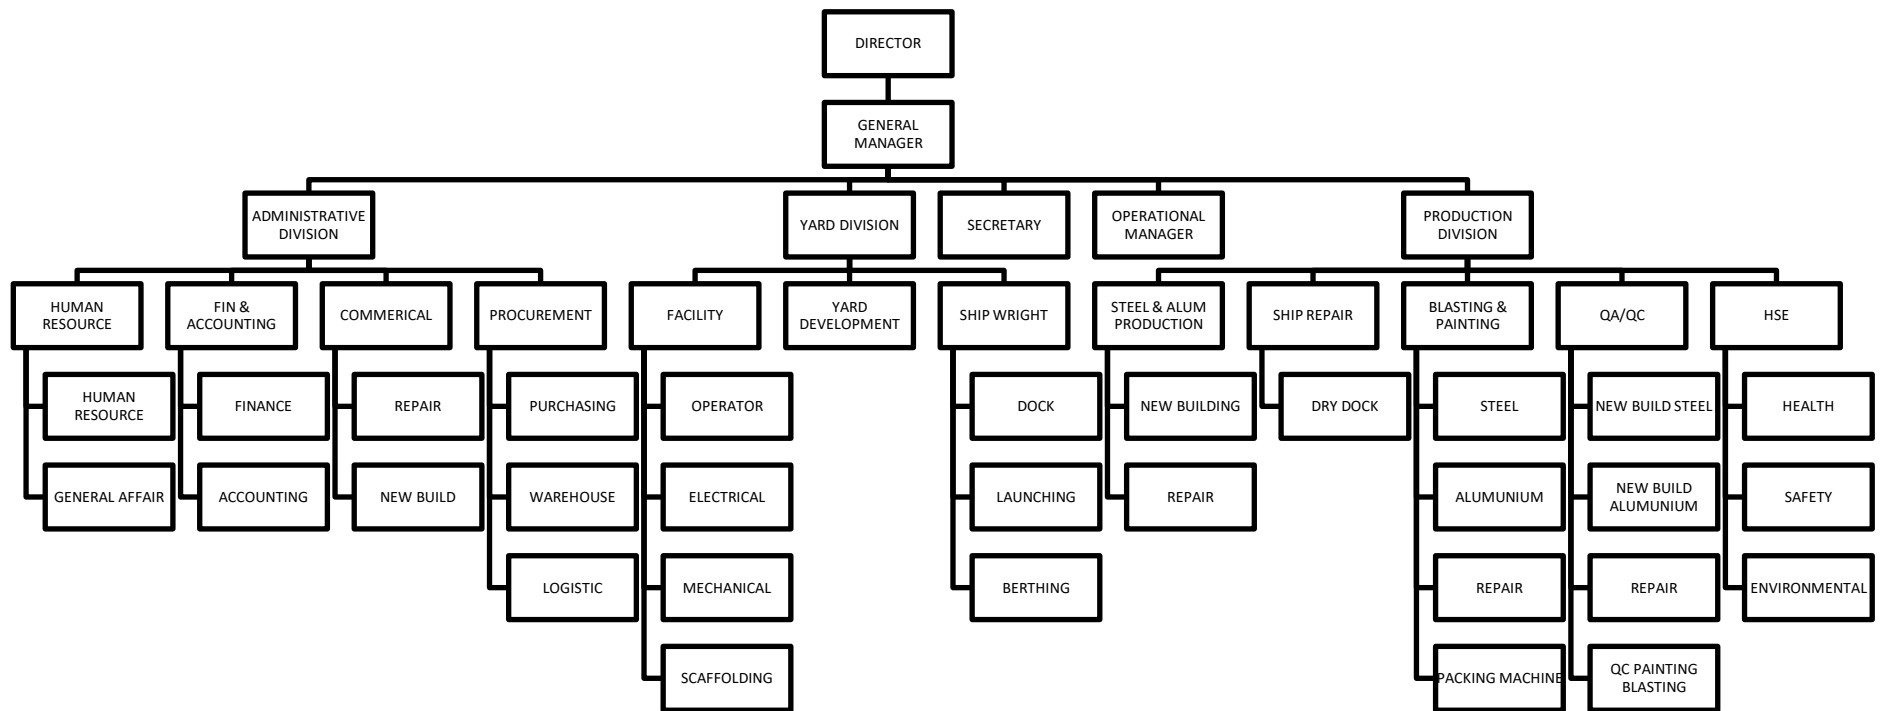 DIRECTOR
GENERAL
MANAGER
ADMINISTRATIVE
DIVISION
YARD DIVISION
SECRETARY
OPERATIONAL
MANAGER
PRODUCTION
DIVISION
HUMAN
RESOURCE
FIN &
ACCOUNTING
COMMERICAL
PROCUREMENT
FACILITY
YARD
DEVELOPMENT
SHIP WRIGHT
STEEL & ALUM
PRODUCTION
SHIP REPAIR
BLASTING &
PAINTING
QA/QC
HSE
HUMAN
RESOURCE
FINANCE
REPAIR
PURCHASING
OPERATOR
DOCK
NEW BUILDING
DRY DOCK
STEEL
NEW BUILD STEEL
HEALTH
GENERAL AFFAIR
ACCOUNTING
NEW BUILD
WAREHOUSE
ELECTRICAL
LAUNCHING
REPAIR
ALUMUNIUM
NEW BUILD
ALUMUNIUM
SAFETY
LOGISTIC
MECHANICAL
BERTHING
REPAIR
REPAIR
ENVIRONMENTAL
SCAFFOLDING
PACKING MACHINE
QC PAINTING
BLASTING